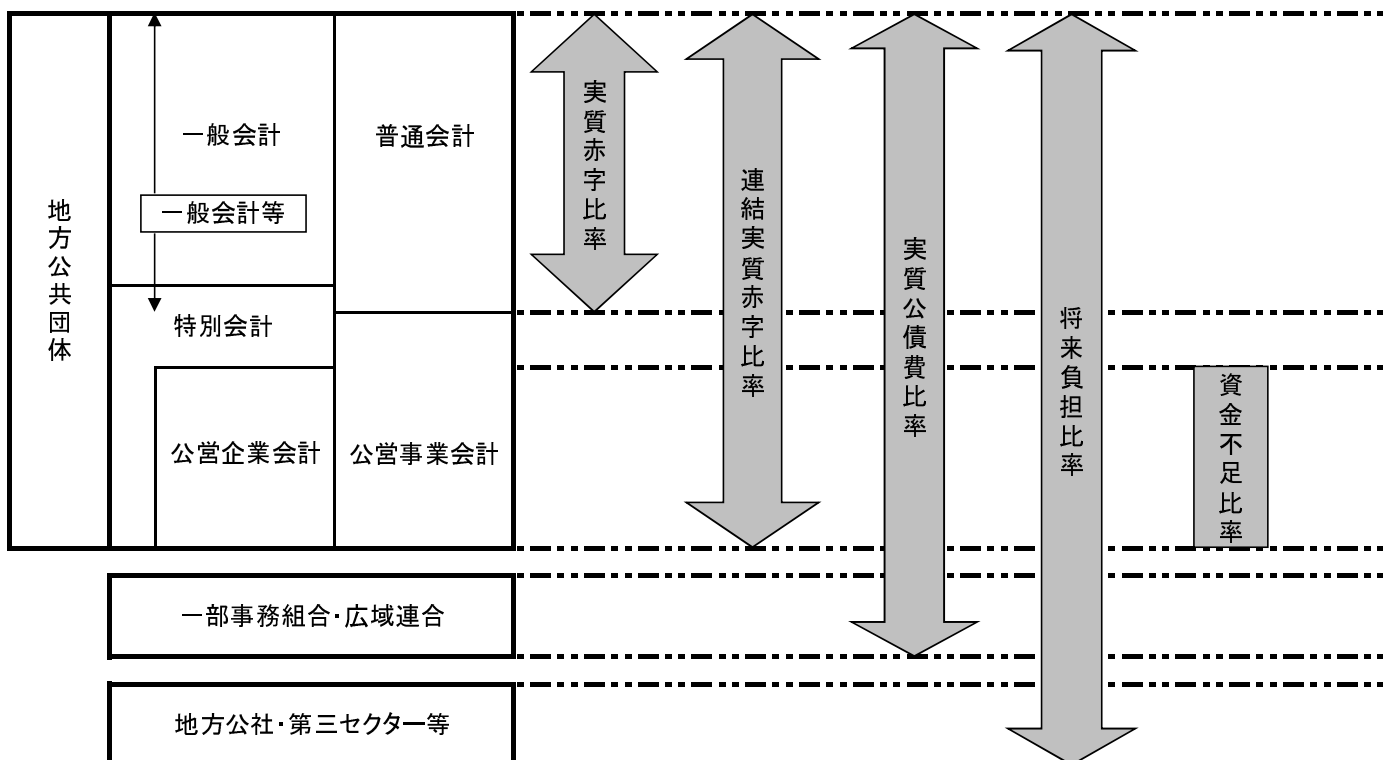 地方公共団体
一般会計
一般会計等
特別会計
公営企業会計
普通会計
公営事業会計
一部事務組合・広域連合
地方公社・第三セクター等
実質赤字比率
連結実質赤字比率
実質公債費比率
将来負担比率
資金不足比率